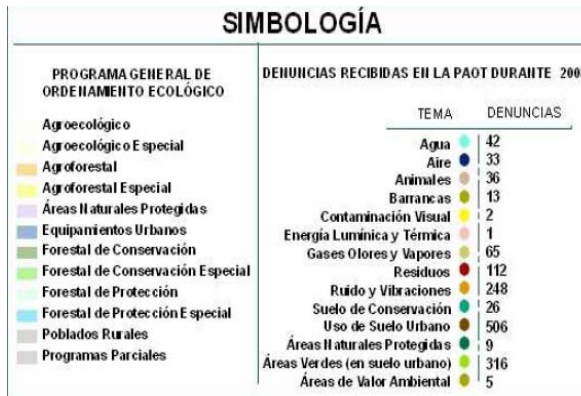 SIMBOLOGÍA
PROGRAMA GENERAL DE
ORDENAMIENTO ECOLÓGICO
Agroecológico
Agroecológico Especial
Agroforestal
Agroforestal Especial
Áreas Naturales Protegidas
Equipamientos Urbanos
Forestal de Conservación
Forestal de Conservación Especial
Forestal de Protección
Forestal de Protección Especial
Poblados Rurales
Programas Parciales
DENUNCIAS RECIBIDAS EN LA PAOT DURANTE 200
TEMA DENUNCIAS
Agua 42
Aire 33
Animales 36
Barrancas 13
Contaminación Visual 2
Energía Lumínica y Térmica 1
Gases Olores y Vapores 65
Residuos 112
Ruido y Vibraciones 248
Suelo de Conservación 26
Uso de Suelo Urbano 506
Áreas Naturales Protegidas 9
Áreas Verdes (en suelo urbano) 316
Áreas de Valor Ambiental 5